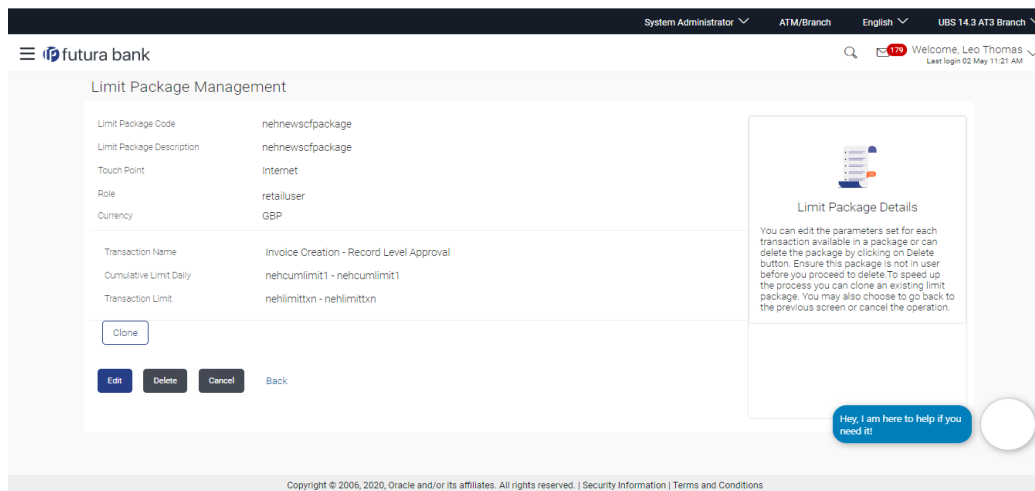 System Administrator ATM/Branch English UBS 14.3 AT3 Branch
futura bank 179 Welcome, Leo Thomas
Last login 02 May 11:21 AM
Limit Package Management
Limit Package Code nehnewscfpackage
Limit Package Description nehnewscfpackage
Touch Point Internet
Role retailuser
Currency GBP
Transaction Name Invoice Creation - Record Level Approval
Cumulative Limit Daily nehcumlimit1 - nehcumlimit1
Transaction Limit nehlimittxn - nehlimittxn
Clone
Edit Delete Cancel Back
Limit Package Details
You can edit the parameters set for each
transaction available in a package or can
delete the package by clicking on Delete
button. Ensure this package is not in user
before you proceed to delete.To speed up
the process you can clone an existing limit
package. You may also choose to go back to
the previous screen or cancel the operation.
Hey, I am here to help if you
need it!
Copyright © 2006, 2020, Oracle and/or its affiliates. All rights reserved. | Security Information | Terms and Conditions